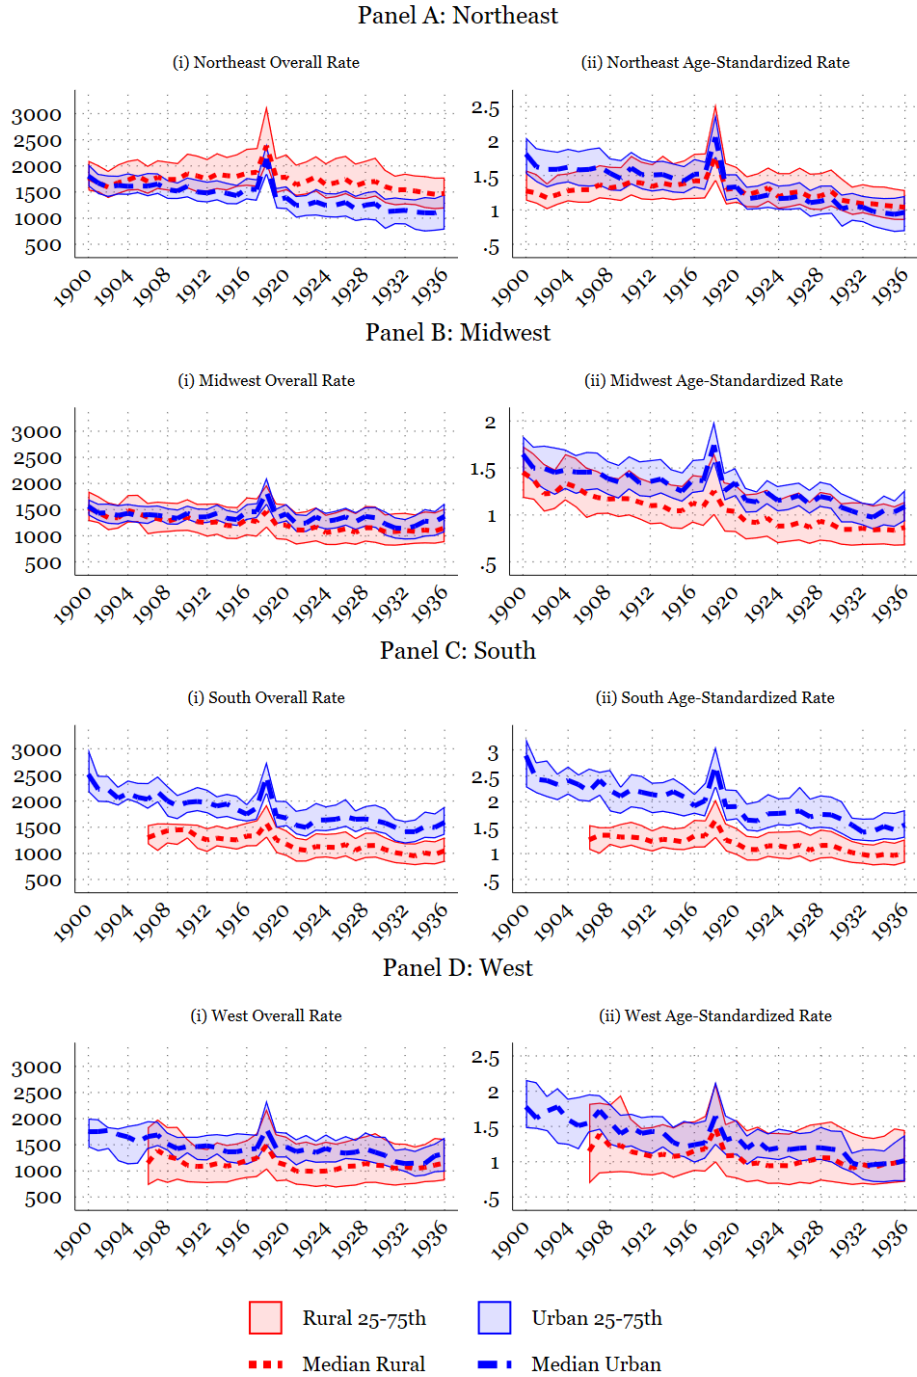 Panel A: Northeast
(i) Northeast Overall Rate
3000
2500
2000
1500
1000
500
1900 1904 1908 1912 1916 1920 1924 1928 1932 1936
(ii) Northeast Age-Standardized Rate
2.5
2
1.5
1
.5
1900 1904 1908 1912 1916 1920 1924 1928 1932 1936
Panel B: Midwest
(i) Midwest Overall Rate
3000
2500
2000
1500
1000
500
1900 1904 1908 1912 1916 1920 1924 1928 1932 1936
(ii) Midwest Age-Standardized Rate
2
1.5
1
.5
1900 1904 1908 1912 1916 1920 1924 1928 1932 1936
Panel C: South
(i) South Overall Rate
3000
2500
2000
1500
1000
500
1900 1904 1908 1912 1916 1920 1924 1928 1932 1936
(ii) South Age-Standardized Rate
3
2.5
2
1.5
1
.5
1900 1904 1908 1912 1916 1920 1924 1928 1932 1936
Panel D: West
(i) West Overall Rate
3000
2500
2000
1500
1000
500
1900 1904 1908 1912 1916 1920 1924 1928 1932 1936
(ii) West Age-Standardized Rate
2.5
2
1.5
1
.5
1900 1904 1908 1912 1916 1920 1924 1928 1932 1936
Rural 25-75th Urban 25-75th
Median Rural Median Urban